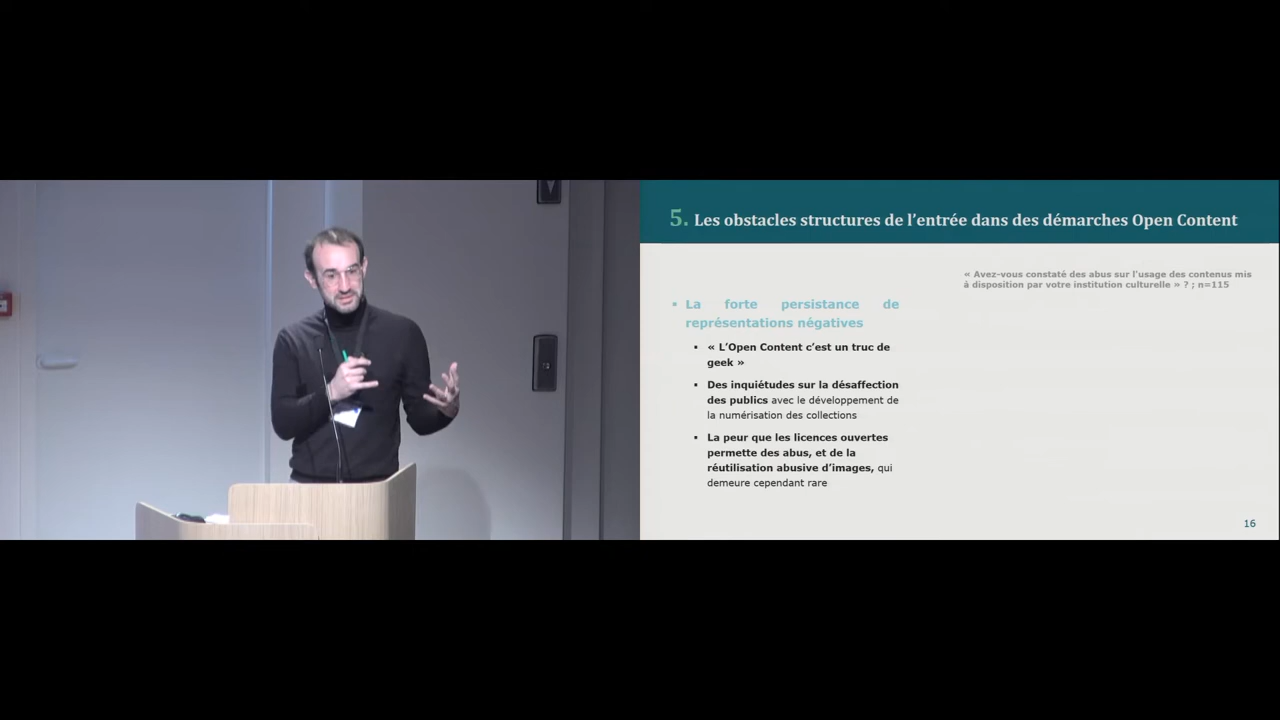 5. Les obstacles structures de l'entrée dans des démarches Open Content
« Avez-vous constaté des abus sur l'usage des contenus mis
à disposition par votre institution culturelle » ? ; n=115
▪ La forte persistance de
représentations négatives
▪ « L'Open Content c'est un truc de
geek »
▪ Des inquiétudes sur la désaffection
des publics avec le développement de
la numérisation des collections
▪ La peur que les licences ouvertes
permette des abus, et de la
réutilisation abusive d'images, qui
demeure cependant rare
16